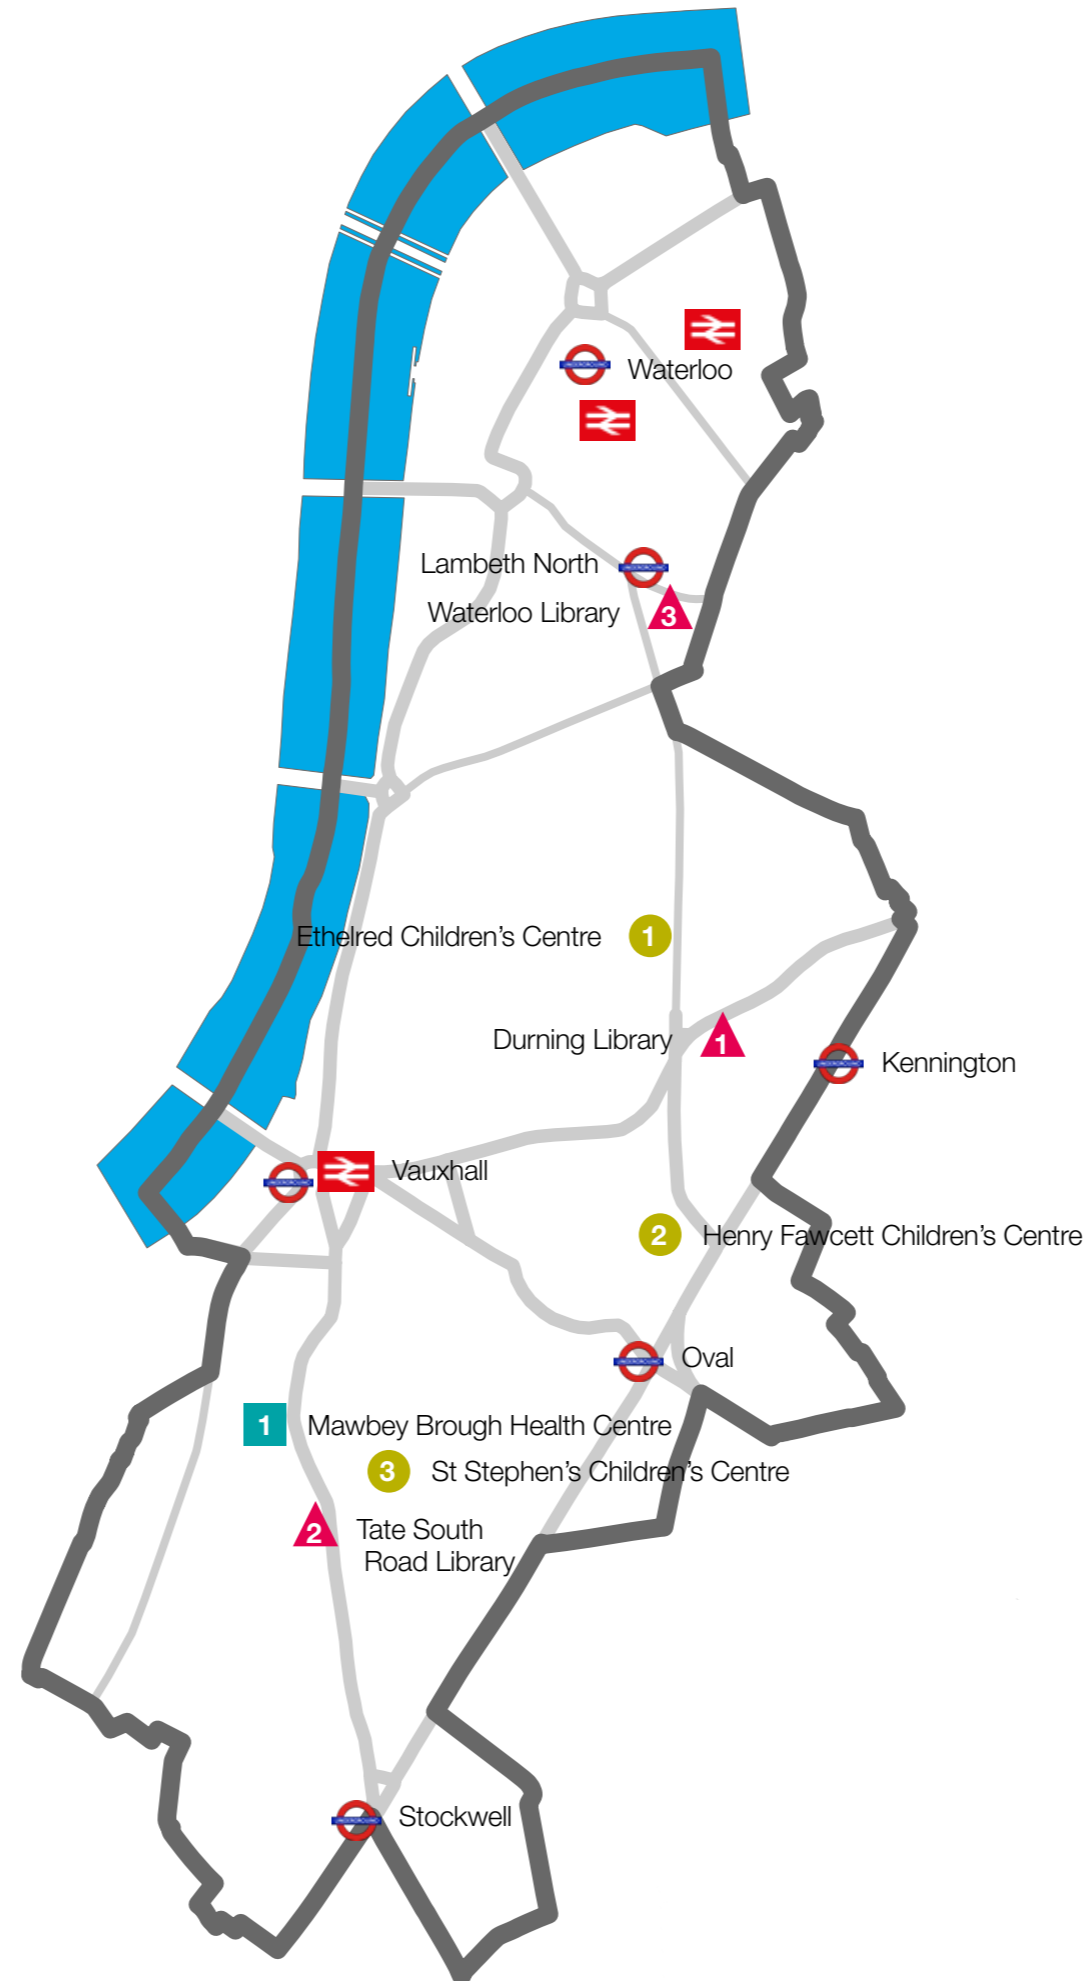 Waterloo
Lambeth North
Waterloo Library
3
Ethelred Children's Centre
1
Durning Library
1
Kennington
Vauxhall
2
Henry Fawcett Children's Centre
Oval
1
Mawbey Brough Health Centre
3
St Stephen's Children's Centre
2
Tate South
Road Library
Stockwell